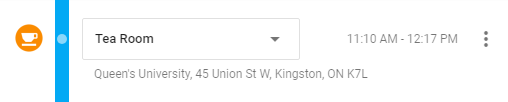 Tea Room 11:10 AM - 12:17 PM
Queen's University, 45 Union St W, Kingston, ON K7L